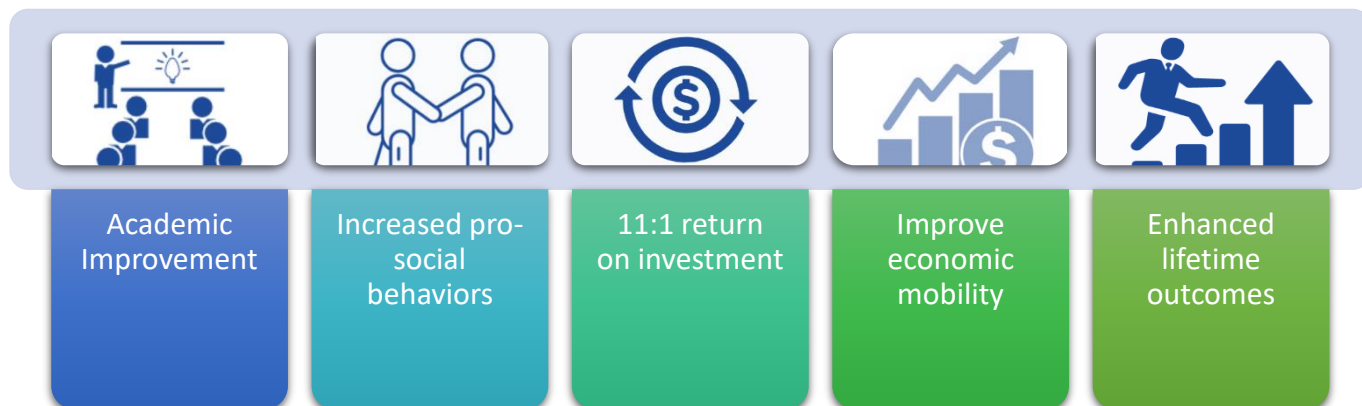 Academic
Improvement
Increased pro-
social
behaviors
11:1 return
on investment
Improve
economic
mobility
Enhanced
lifetime
outcomes